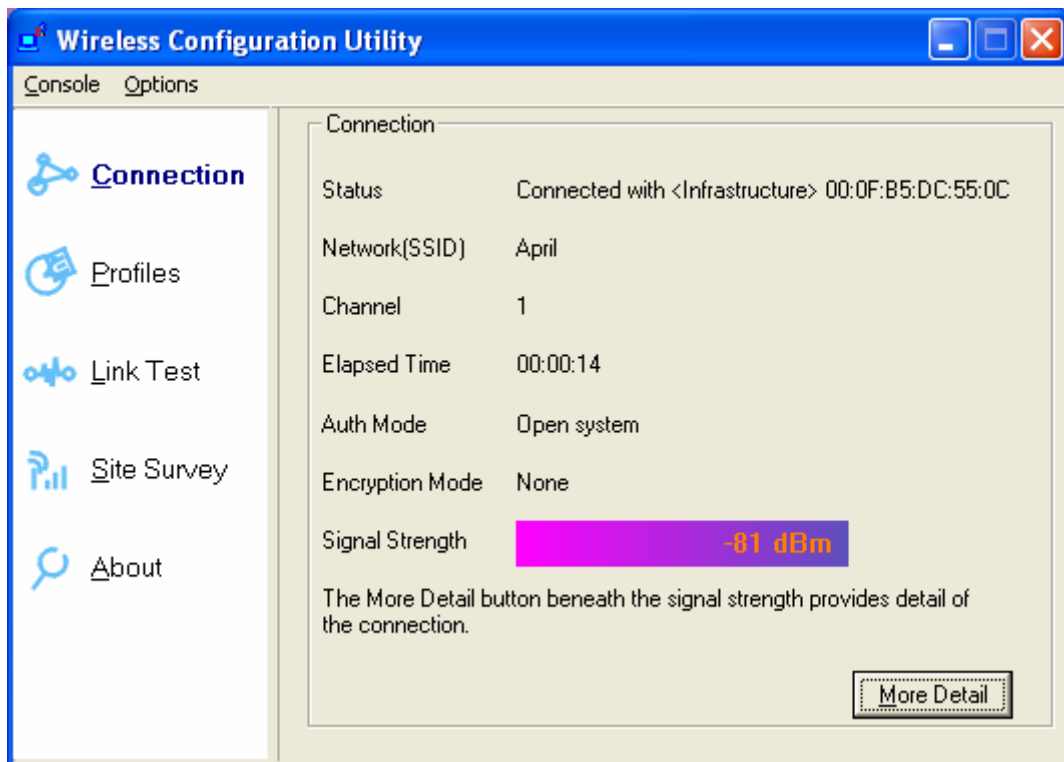 Wireless Configuration Utility
Console Options
Connection
Profiles
Link Test
Site Survey
About
Connection
Status Connected with <Infrastructure> 00:0F:B5:DC:55:0C
Network(SSID) April
Channel 1
Elapsed Time 00:00:14
Auth Mode Open system
Encryption Mode None
Signal Strength -81 dBm
The More Detail button beneath the signal strength provides detail of
the connection.
More Detail